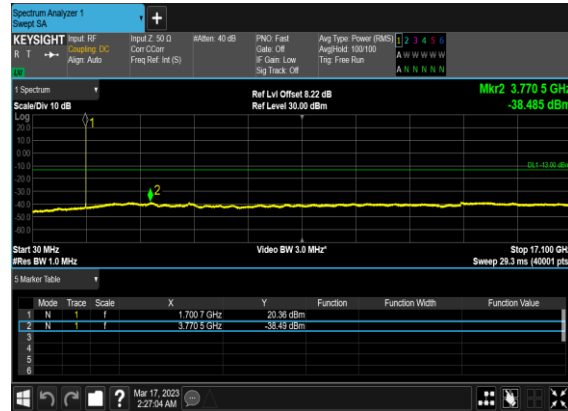 Spectrum Analyzer 1
Swept SA
+
KEYSIGHT Input: RF Input Z: 50 Ω #Atten: 40 dB PNO: Fast Avg Type: Power (RMS) 1 2 3 4 5 6
R T Coupling: DC Corr CCorr Gate: Off Avg|Hold: 100/100 A W W W W W
Align: Auto Freq Ref: Int (S) IF Gain: Low Trig: Free Run
Sig Track: Off A N N N N N
1 Spectrum Ref Lvl Offset 8.22 dB Mkr2 3.770 5 GHz
Scale/Div 10 dB Ref Level 30.00 dBm -38.485 dBm
Log
20.0
10.0
0.00
-10.0
-20.0
-30.0
-40.0
-50.0
-60.0
1
2
DL1 -13.00 dBm
Start 30 MHz Video BW 3.0 MHz* Stop 17.100 GHz
#Res BW 1.0 MHz Sweep 29.3 ms (40001 pts)
5 Marker Table
Mode Trace Scale X Y Function Function Width Function Value
1 N 1 f 1.700 7 GHz 20.36 dBm
2 N 1 f 3.770 5 GHz -38.49 dBm
3
4
5
6
? Mar 17, 2023
2:27:04 AM